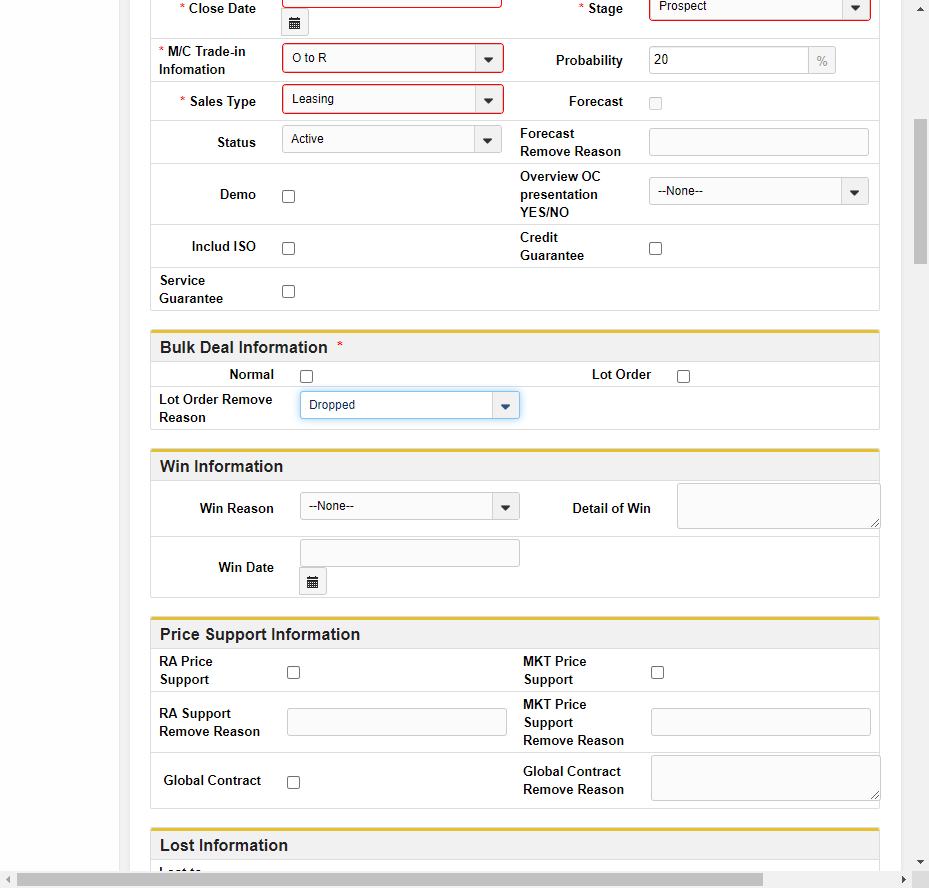 * Close Date
* Stage
Prospect
* M/C Trade-in
Infomation
O to R
Probability
20
%
* Sales Type
Leasing
Forecast
Status
Active
Forecast
Remove Reason
Demo
Overview OC
presentation
YES/NO
--None--
Includ ISO
Credit
Guarantee
Service
Guarantee
Bulk Deal Information *
Normal
Lot Order
Lot Order Remove
Reason
Dropped
Win Information
Win Reason
--None--
Detail of Win
Win Date
Price Support Information
RA Price
Support
MKT Price
Support
RA Support
Remove Reason
MKT Price
Support
Remove Reason
Global Contract
Global Contract
Remove Reason
Lost Information
Lost to